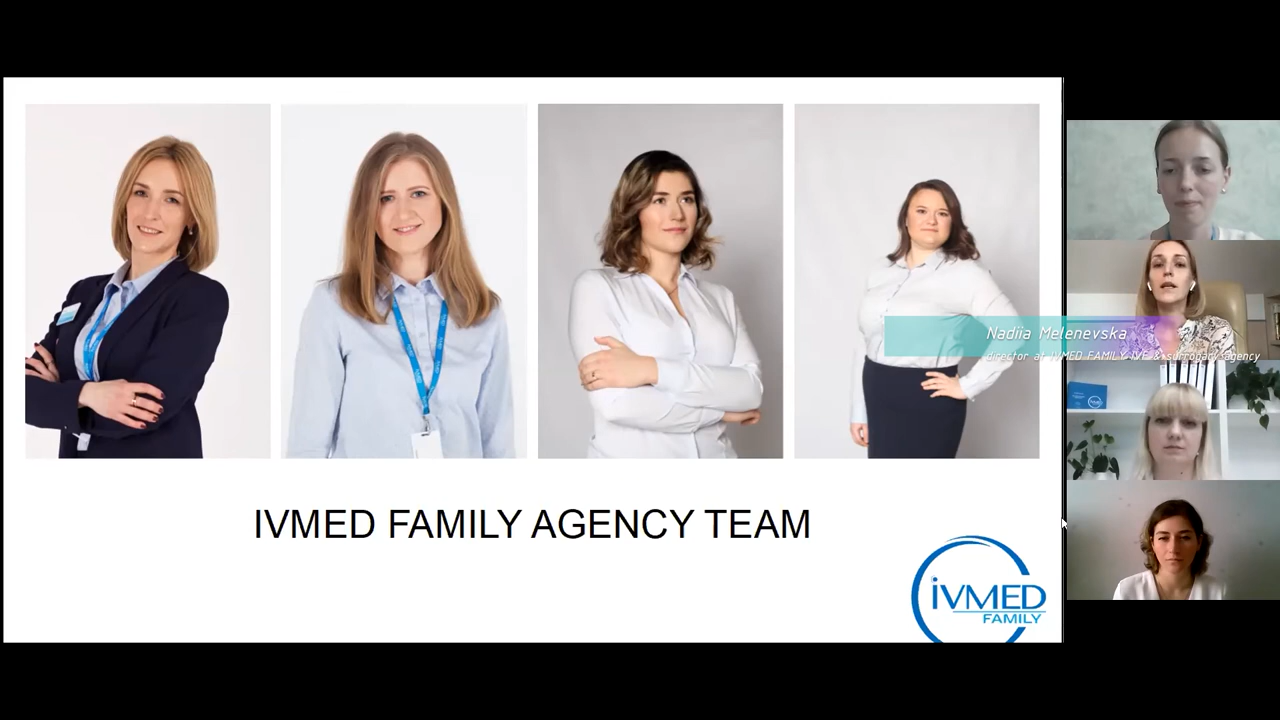 IVMED FAMILY AGENCY TEAM
iVMED
FAMILY
Nadiia Melenevska
director at IVMED FAMILY IVF & surrogacy agency